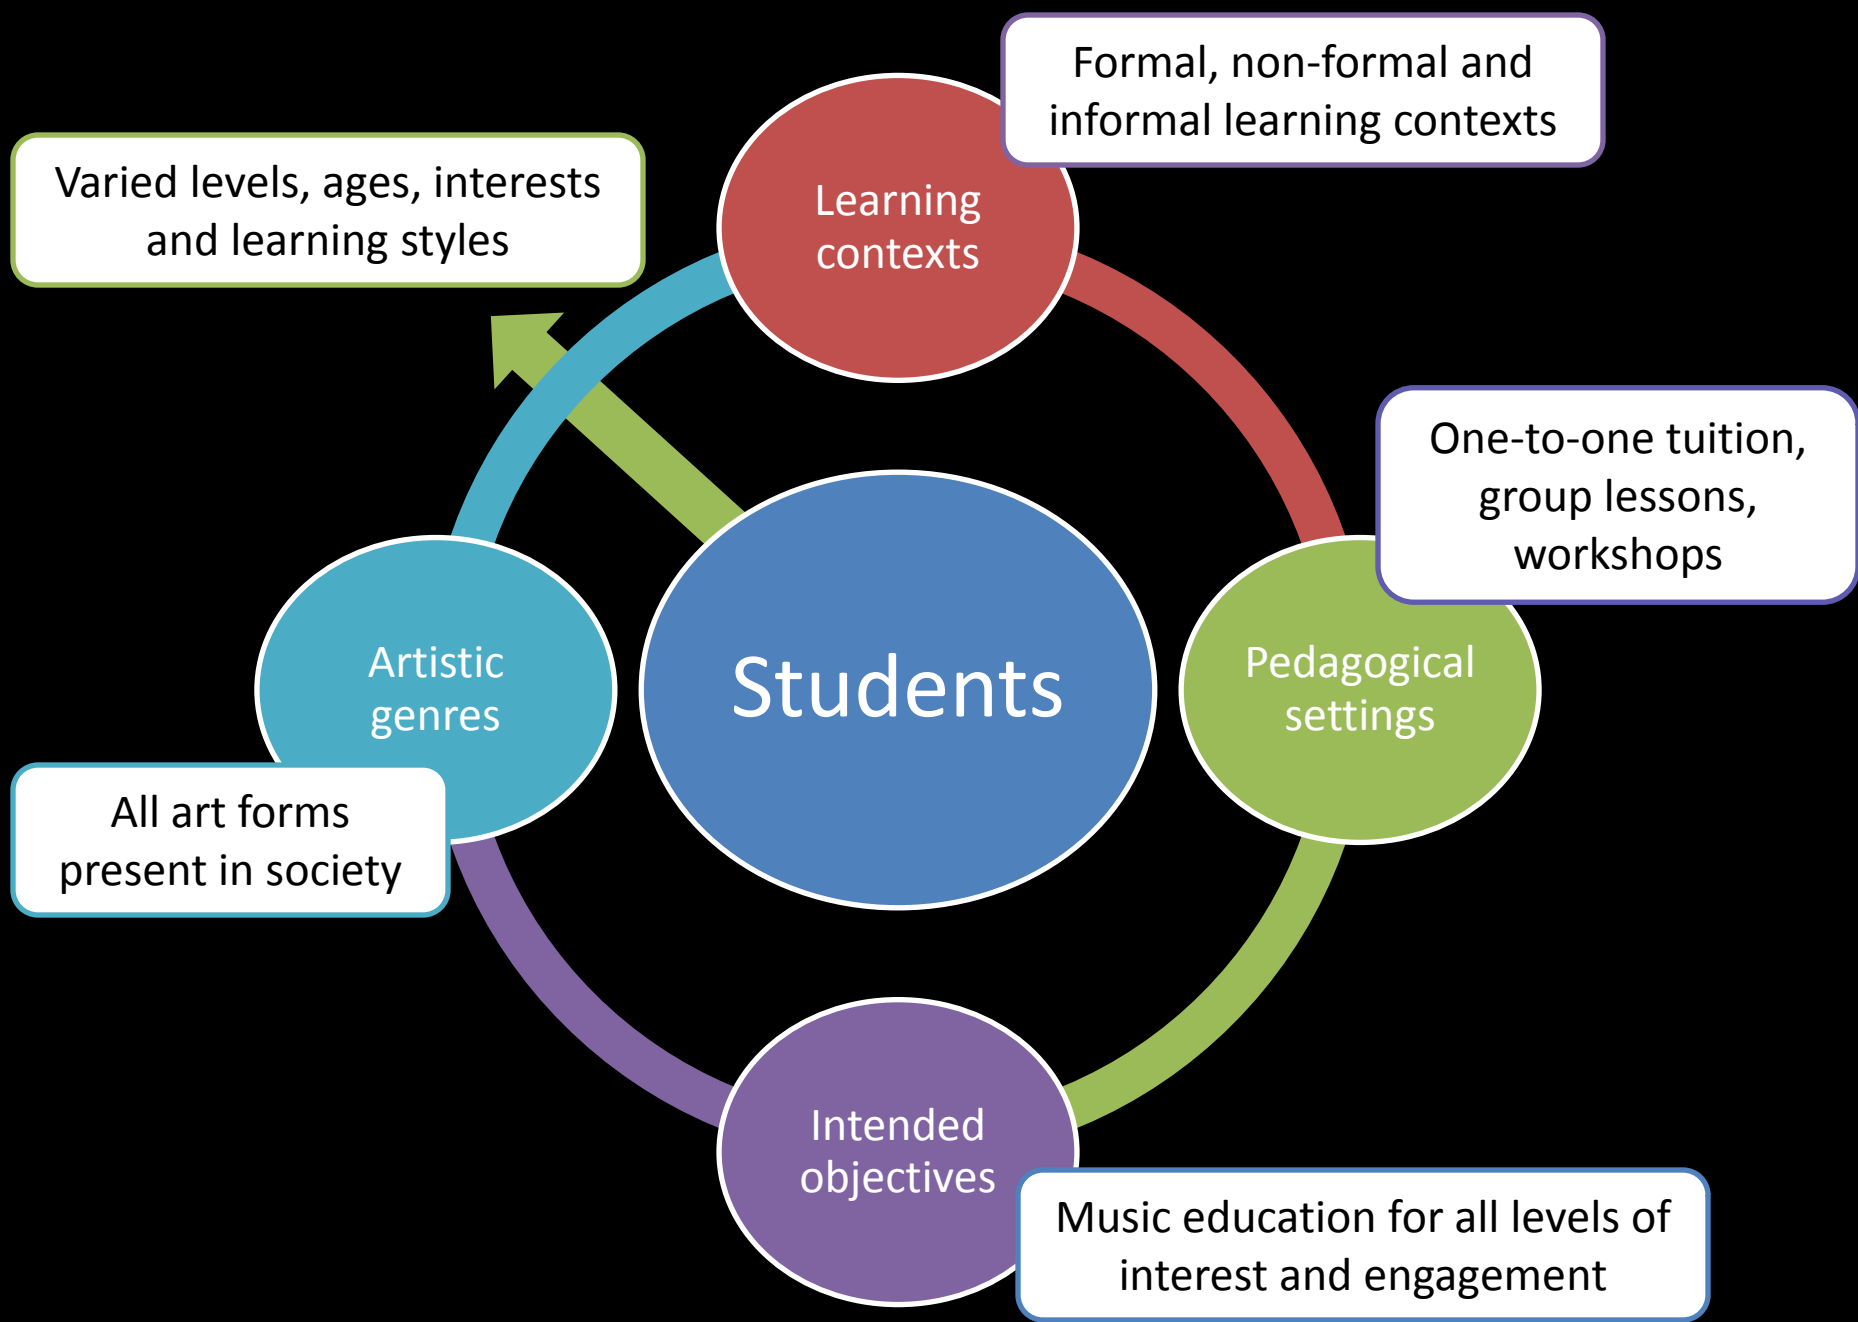 Formal, non-formal and
informal learning contexts
Varied levels, ages, interests
and learning styles
Learning
contexts
One-to-one tuition,
group lessons,
workshops
Artistic
genres
Students
Pedagogical
settings
All art forms
present in society
Intended
objectives
Music education for all levels of
interest and engagement